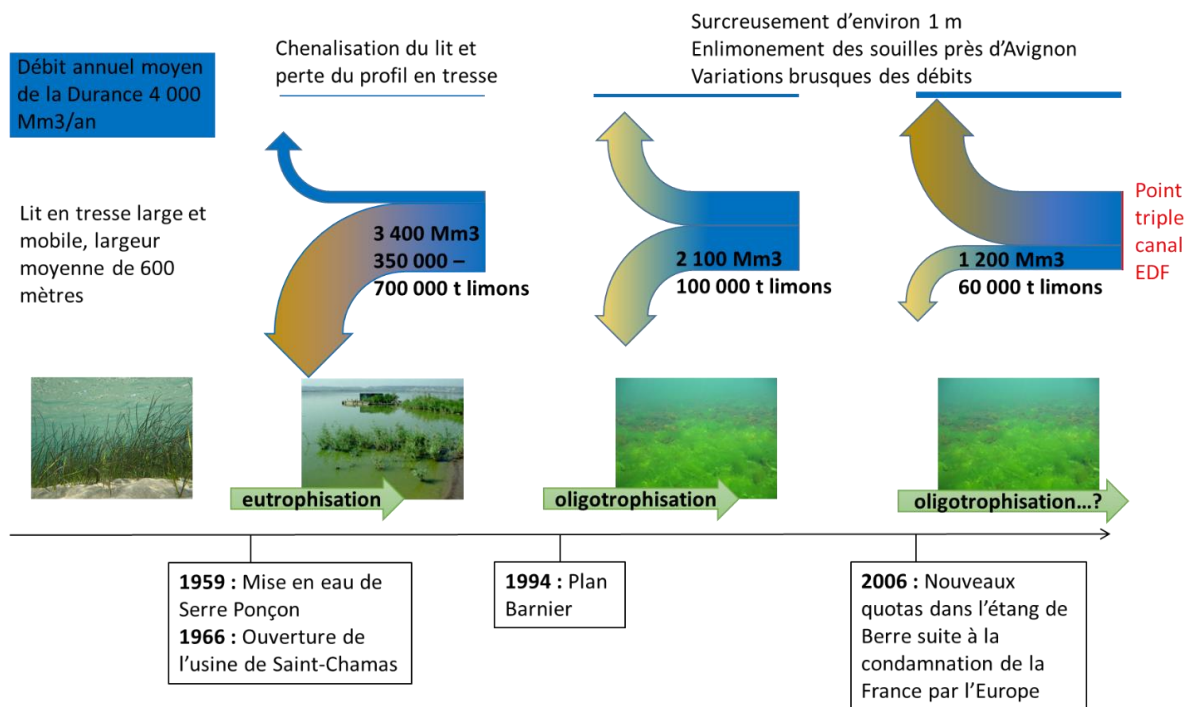 Débit annuel moyen
de la Durance 4 000
Mm3/an
Chenalisation du lit et
perte du profil en tresse
Surcreusement d’environ 1 m
Enlimonement des souilles près d’Avignon
Variations brusques des débits
Lit en tresse large et
mobile, largeur
moyenne de 600
mètres
3 400 Mm3
350 000 –
700 000 t limons
2 100 Mm3
100 000 t limons
1 200 Mm3
60 000 t limons
Point
triple
canal
EDF
eutrophisation
oligotrophisation
oligotrophisation...?
1959 : Mise en eau de
Serre Ponçon
1966 : Ouverture de
l’usine de Saint-Chamas
1994 : Plan
Barnier
2006 : Nouveaux
quotas dans l’étang de
Berre suite à la
condamnation de la
France par l’Europe